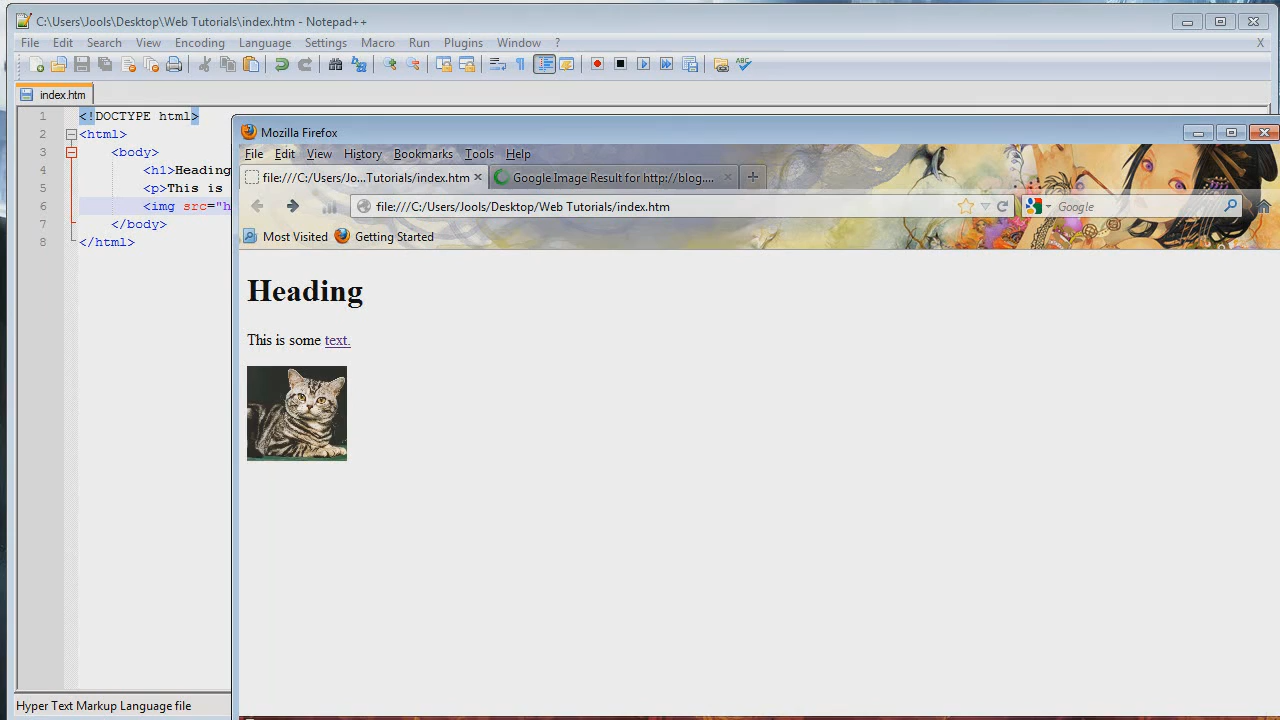 C:\Users\Jools\Desktop\Web Tutorials\index.htm - Notepad++
File Edit Search View Encoding Language Settings Macro Run Plugins Window ? X
index.htm
1 <!DOCTYPE html>
2 <html>
3 <body>
4 <h1>Heading
5 <p>This is
6 <img src="h
7 </body>
8 </html>
Hyper Text Markup Language file
Mozilla Firefox
File Edit View History Bookmarks Tools Help
file:///C:/Users/Jo...Tutorials/index.htm Google Image Result for http://blog....
file:///C:/Users/Jools/Desktop/Web Tutorials/index.htm Google
Most Visited Getting Started
Heading
This is some text.